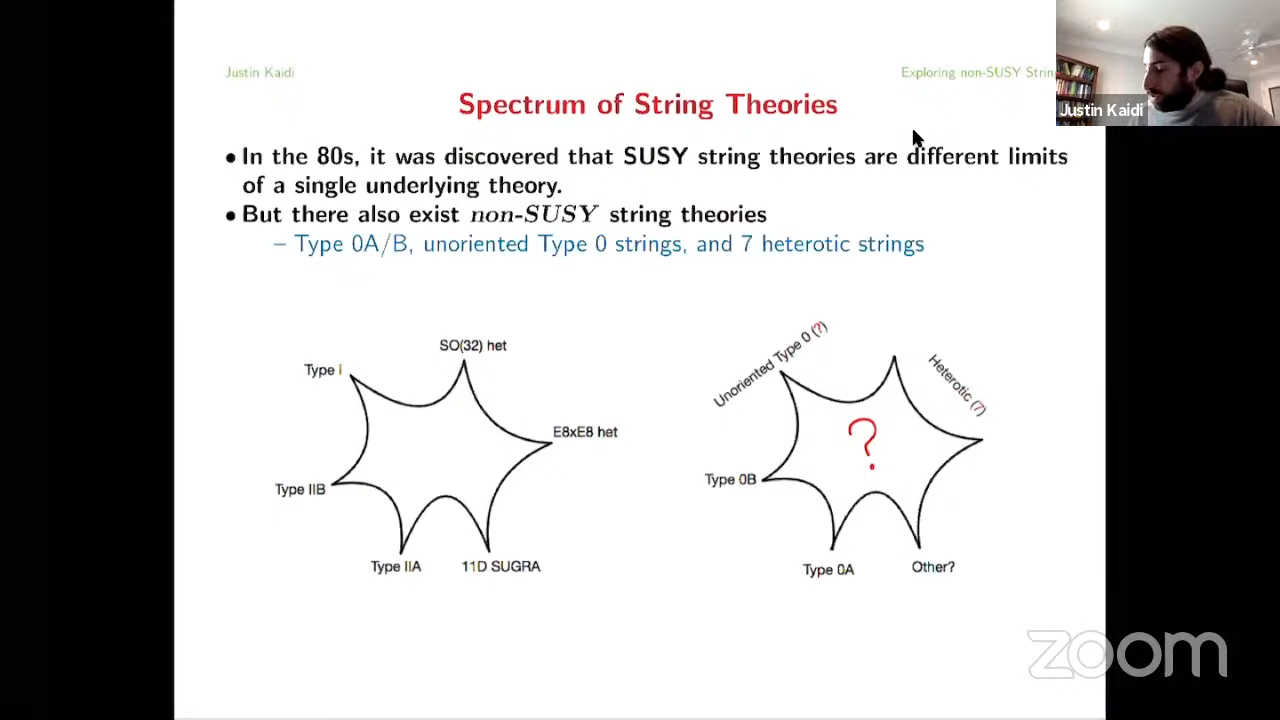 Justin Kaidi
Exploring non-SUSY Strin
Justin Kaidi
Spectrum of String Theories
• In the 80s, it was discovered that SUSY string theories are different limits
of a single underlying theory.
• But there also exist non-SUSY string theories
– Type 0A/B, unoriented Type 0 strings, and 7 heterotic strings
SO(32) het
Type I
E8xE8 het
Type IIB
Type IIA
11D SUGRA
Unoriented Type 0 (?)
Heterotic (?)
?
Type 0B
Type 0A
Other?
zoom